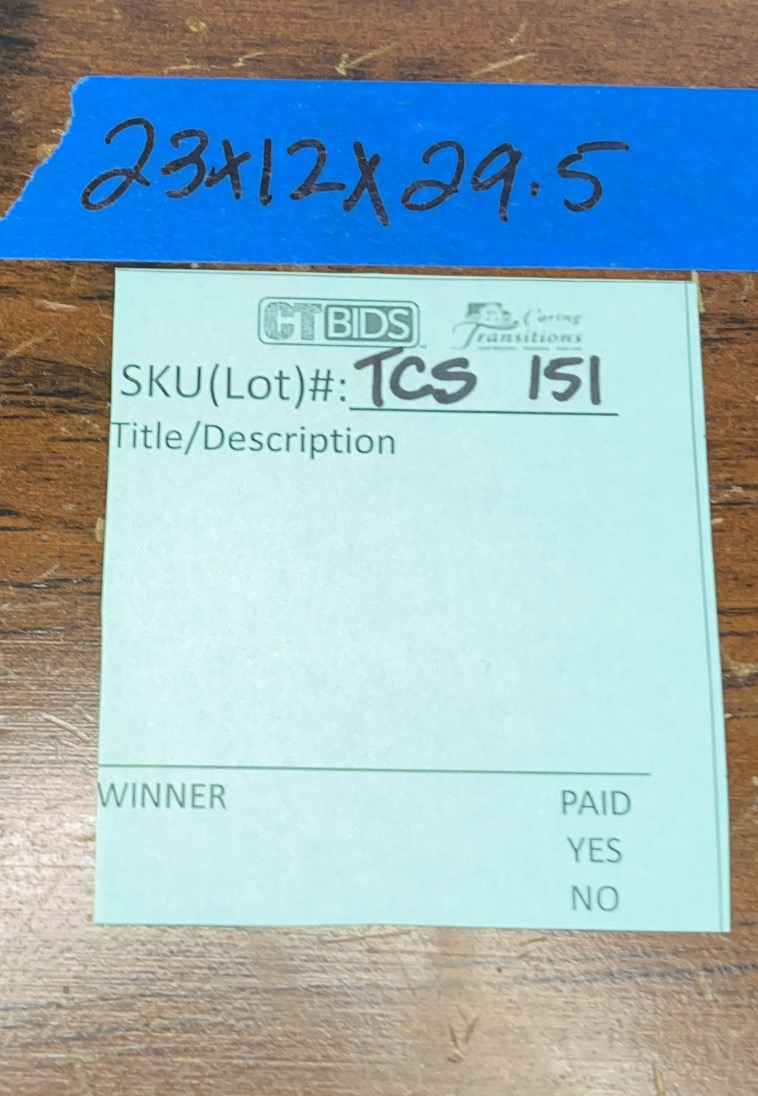 23x12x29.5
CTBIDS Caring
Transitions
SKU(Lot)#: TCS 151
Title/Description
WINNER PAID
YES
NO